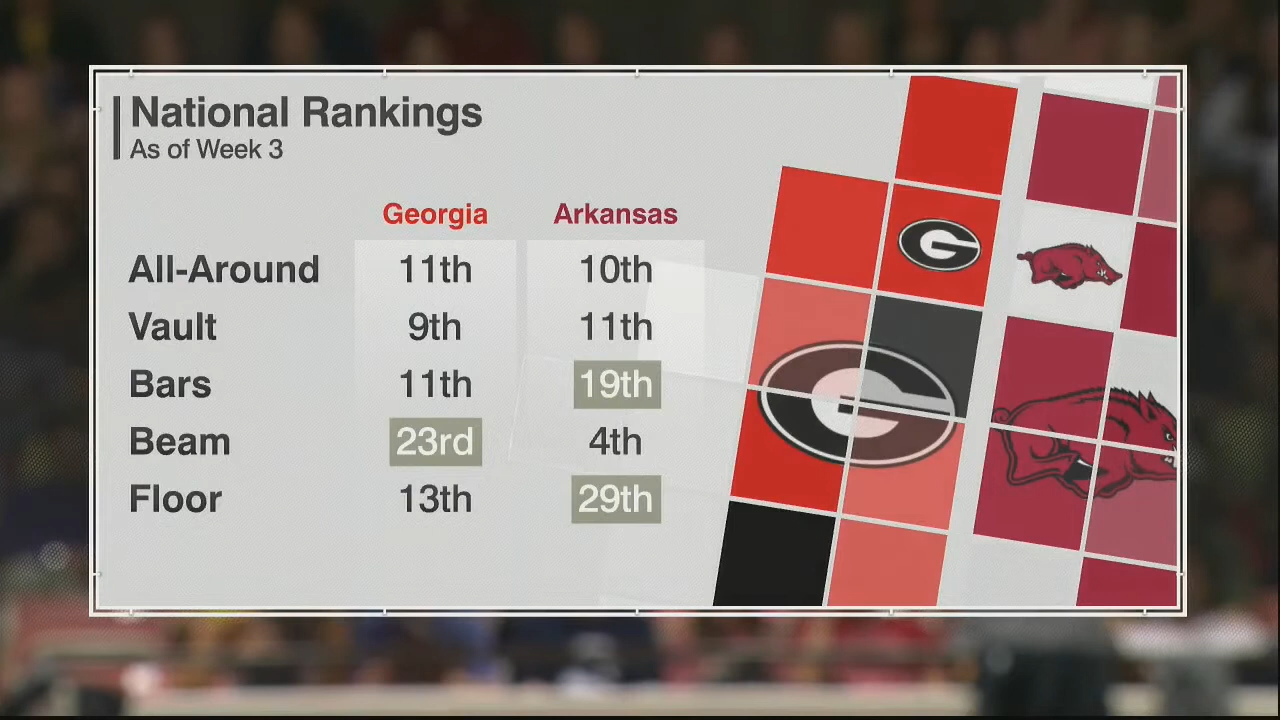 National Rankings
As of Week 3
Georgia Arkansas
All-Around 11th 10th
Vault 9th 11th
Bars 11th 19th
Beam 23rd 4th
Floor 13th 29th
G
G